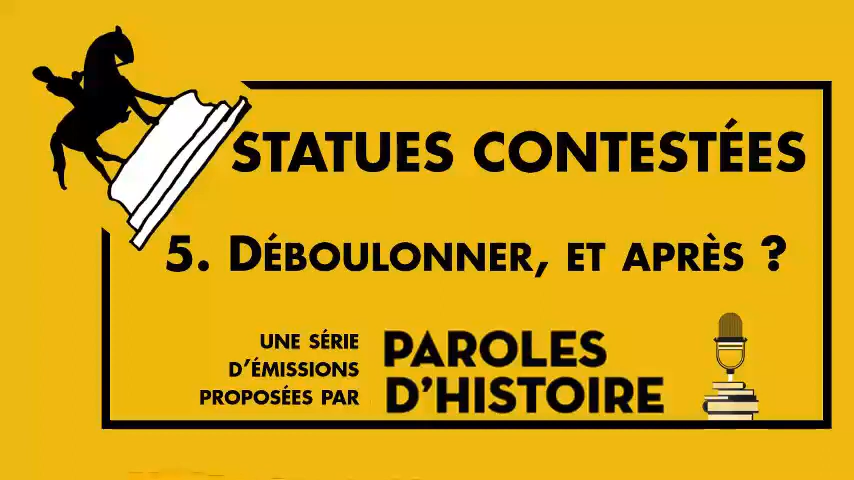 STATUES CONTESTÉES
5. DÉBOULONNER, ET APRÈS ?
UNE SÉRIE
D'ÉMISSIONS
PROPOSÉES PAR
PAROLES
D'HISTOIRE